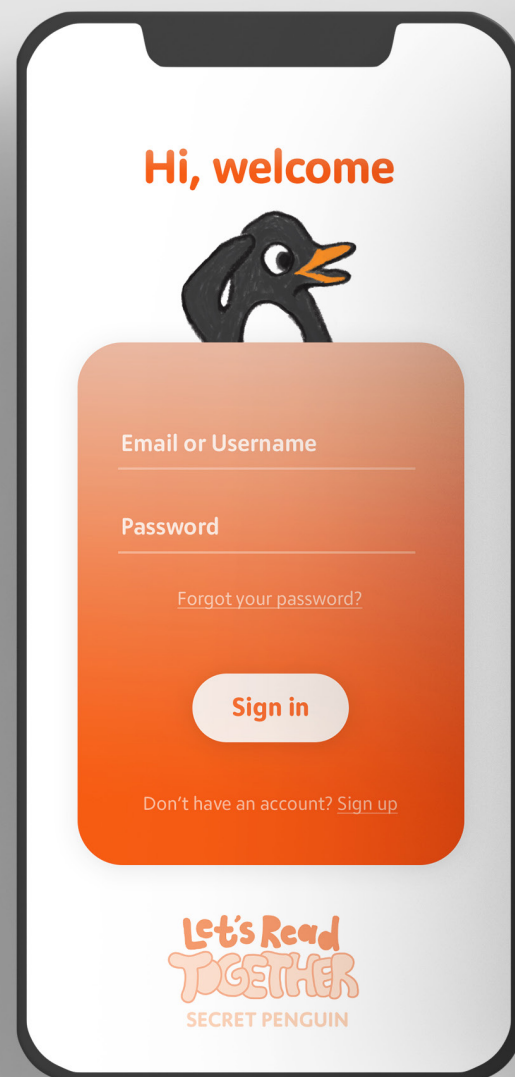 Hi, welcome
Email or Username
Password
Forgot your password?
Sign in
Don't have an account? Sign up
Let's Read
TOGETHER
SECRET PENGUIN